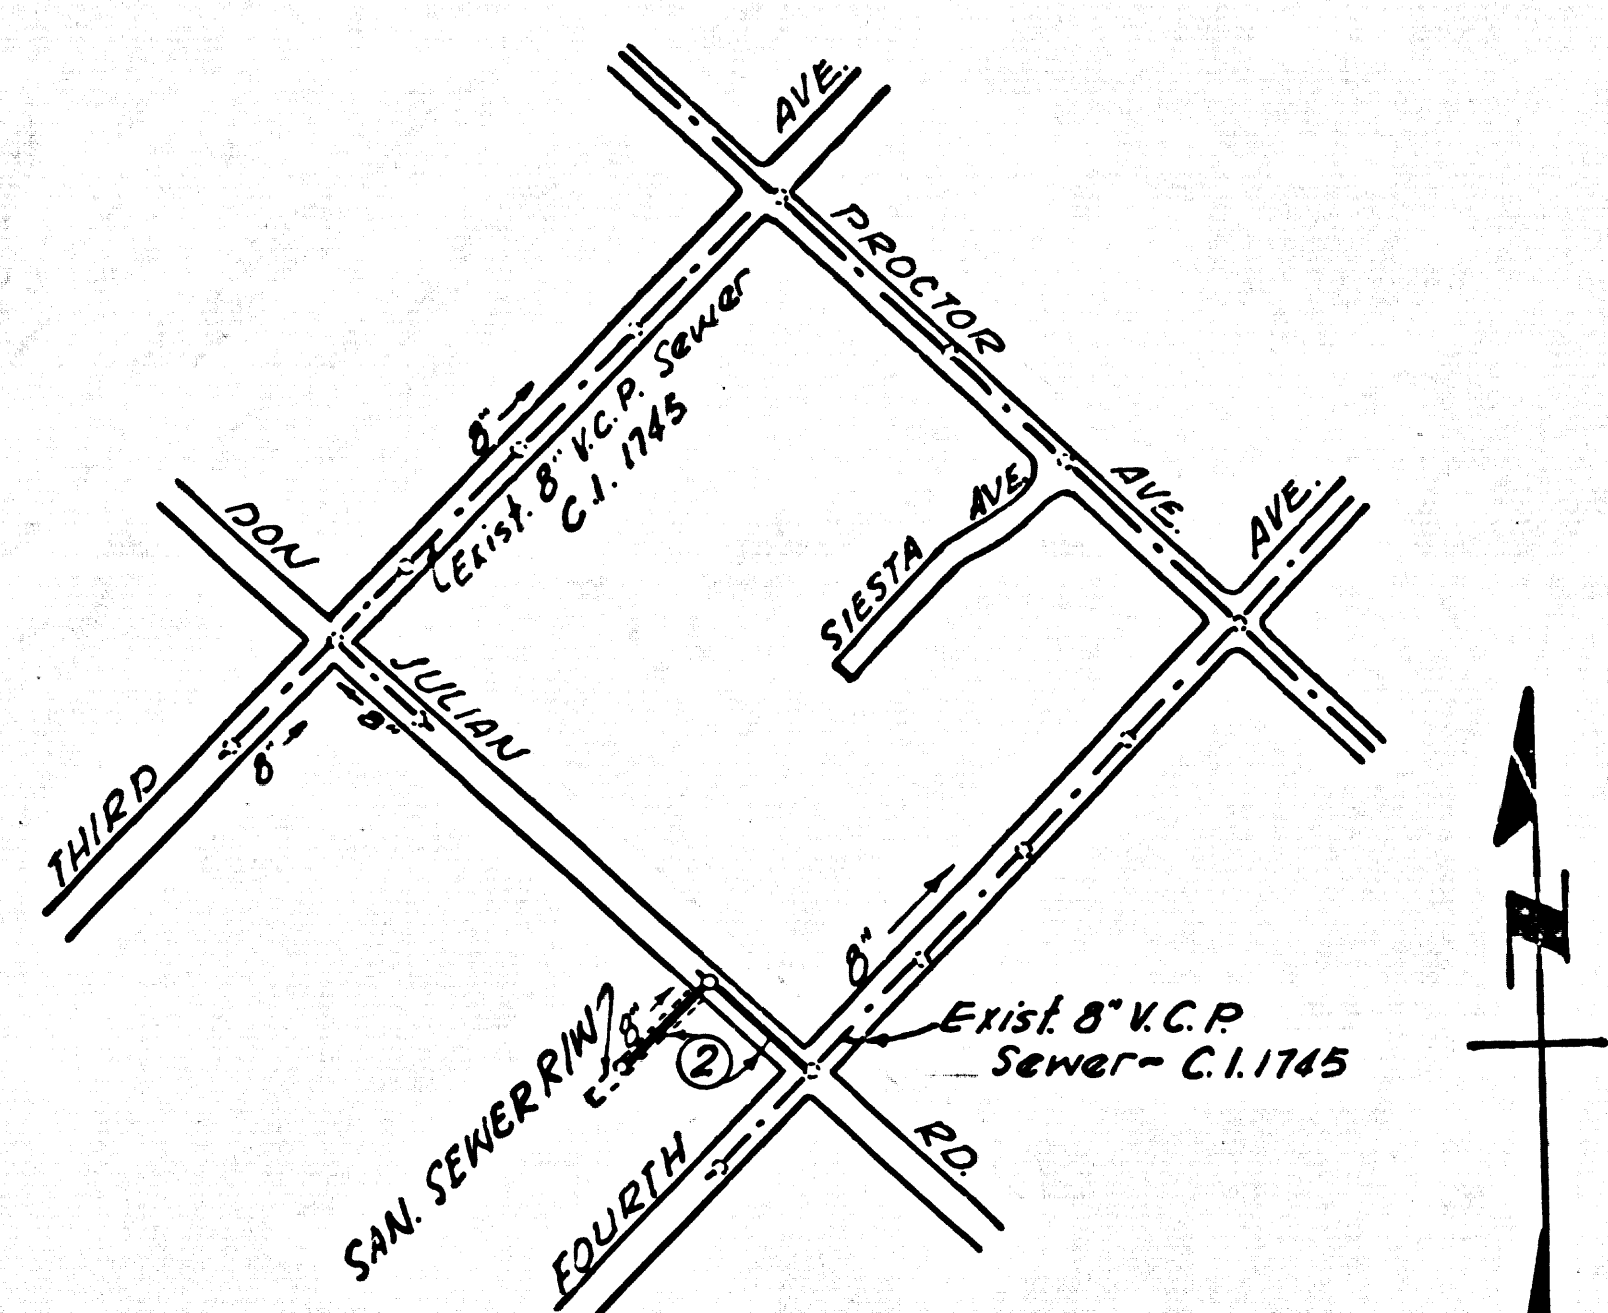 AVE.
PROCTOR
AVE.
8"
Exist. 8" V.C.P. Sewer
C.I. 1745
SIESTA AVE.
AVE.
DON
JULIAN
8"
8"
THIRD
8"
Exist. 8" V.C.P.
Sewer- C.I. 1745
SAN. SEWER R/W
8"
2
FOURTH
RD.
N